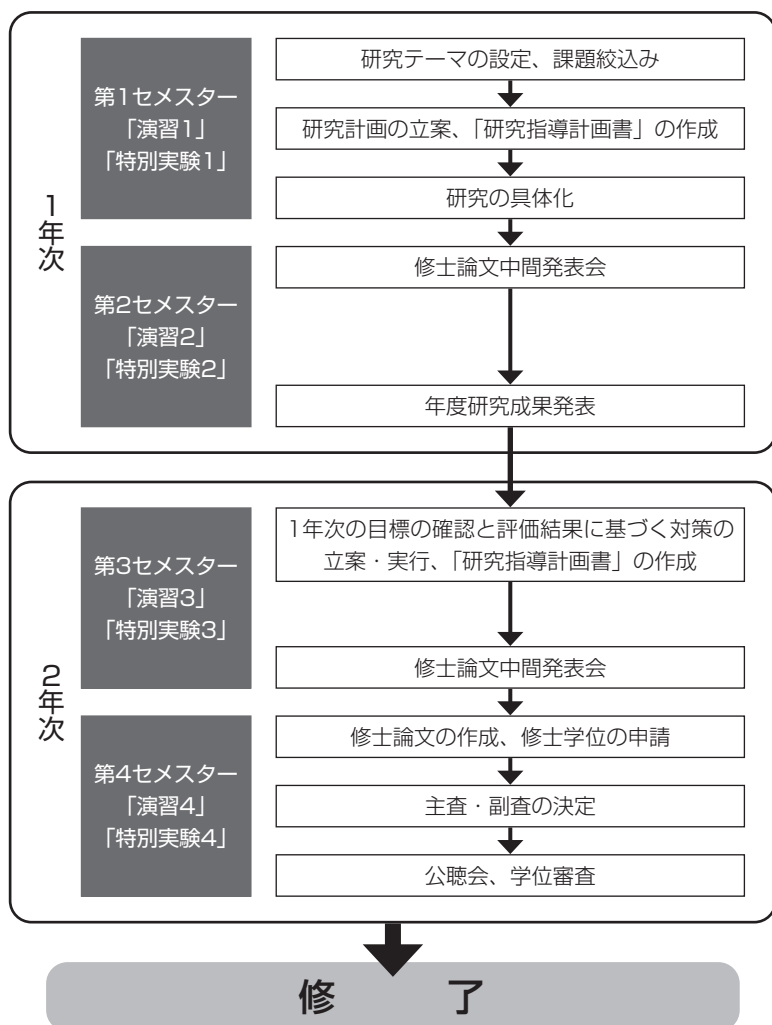 1年次
第1セメスター
「演習1」
「特別実験1」
研究テーマの設定、課題絞込み
研究計画の立案、「研究指導計画書」の作成
研究の具体化
第2セメスター
「演習2」
「特別実験2」
修士論文中間発表会
年度研究成果発表
2年次
第3セメスター
「演習3」
「特別実験3」
1年次の目標の確認と評価結果に基づく対策の
立案・実行、「研究指導計画書」の作成
修士論文中間発表会
第4セメスター
「演習4」
「特別実験4」
修士論文の作成、修士学位の申請
主査・副査の決定
公聴会、学位審査
修　了